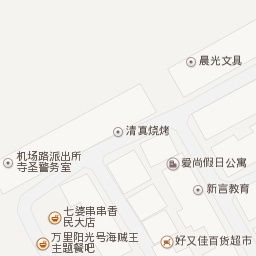 晨光文具
清真烧烤
机场路派出所
寺圣警务室
爱尚假日公寓
新言教育
七婆串串香
民大店
万里阳光号海贼王
主题餐吧
好又佳百货超市